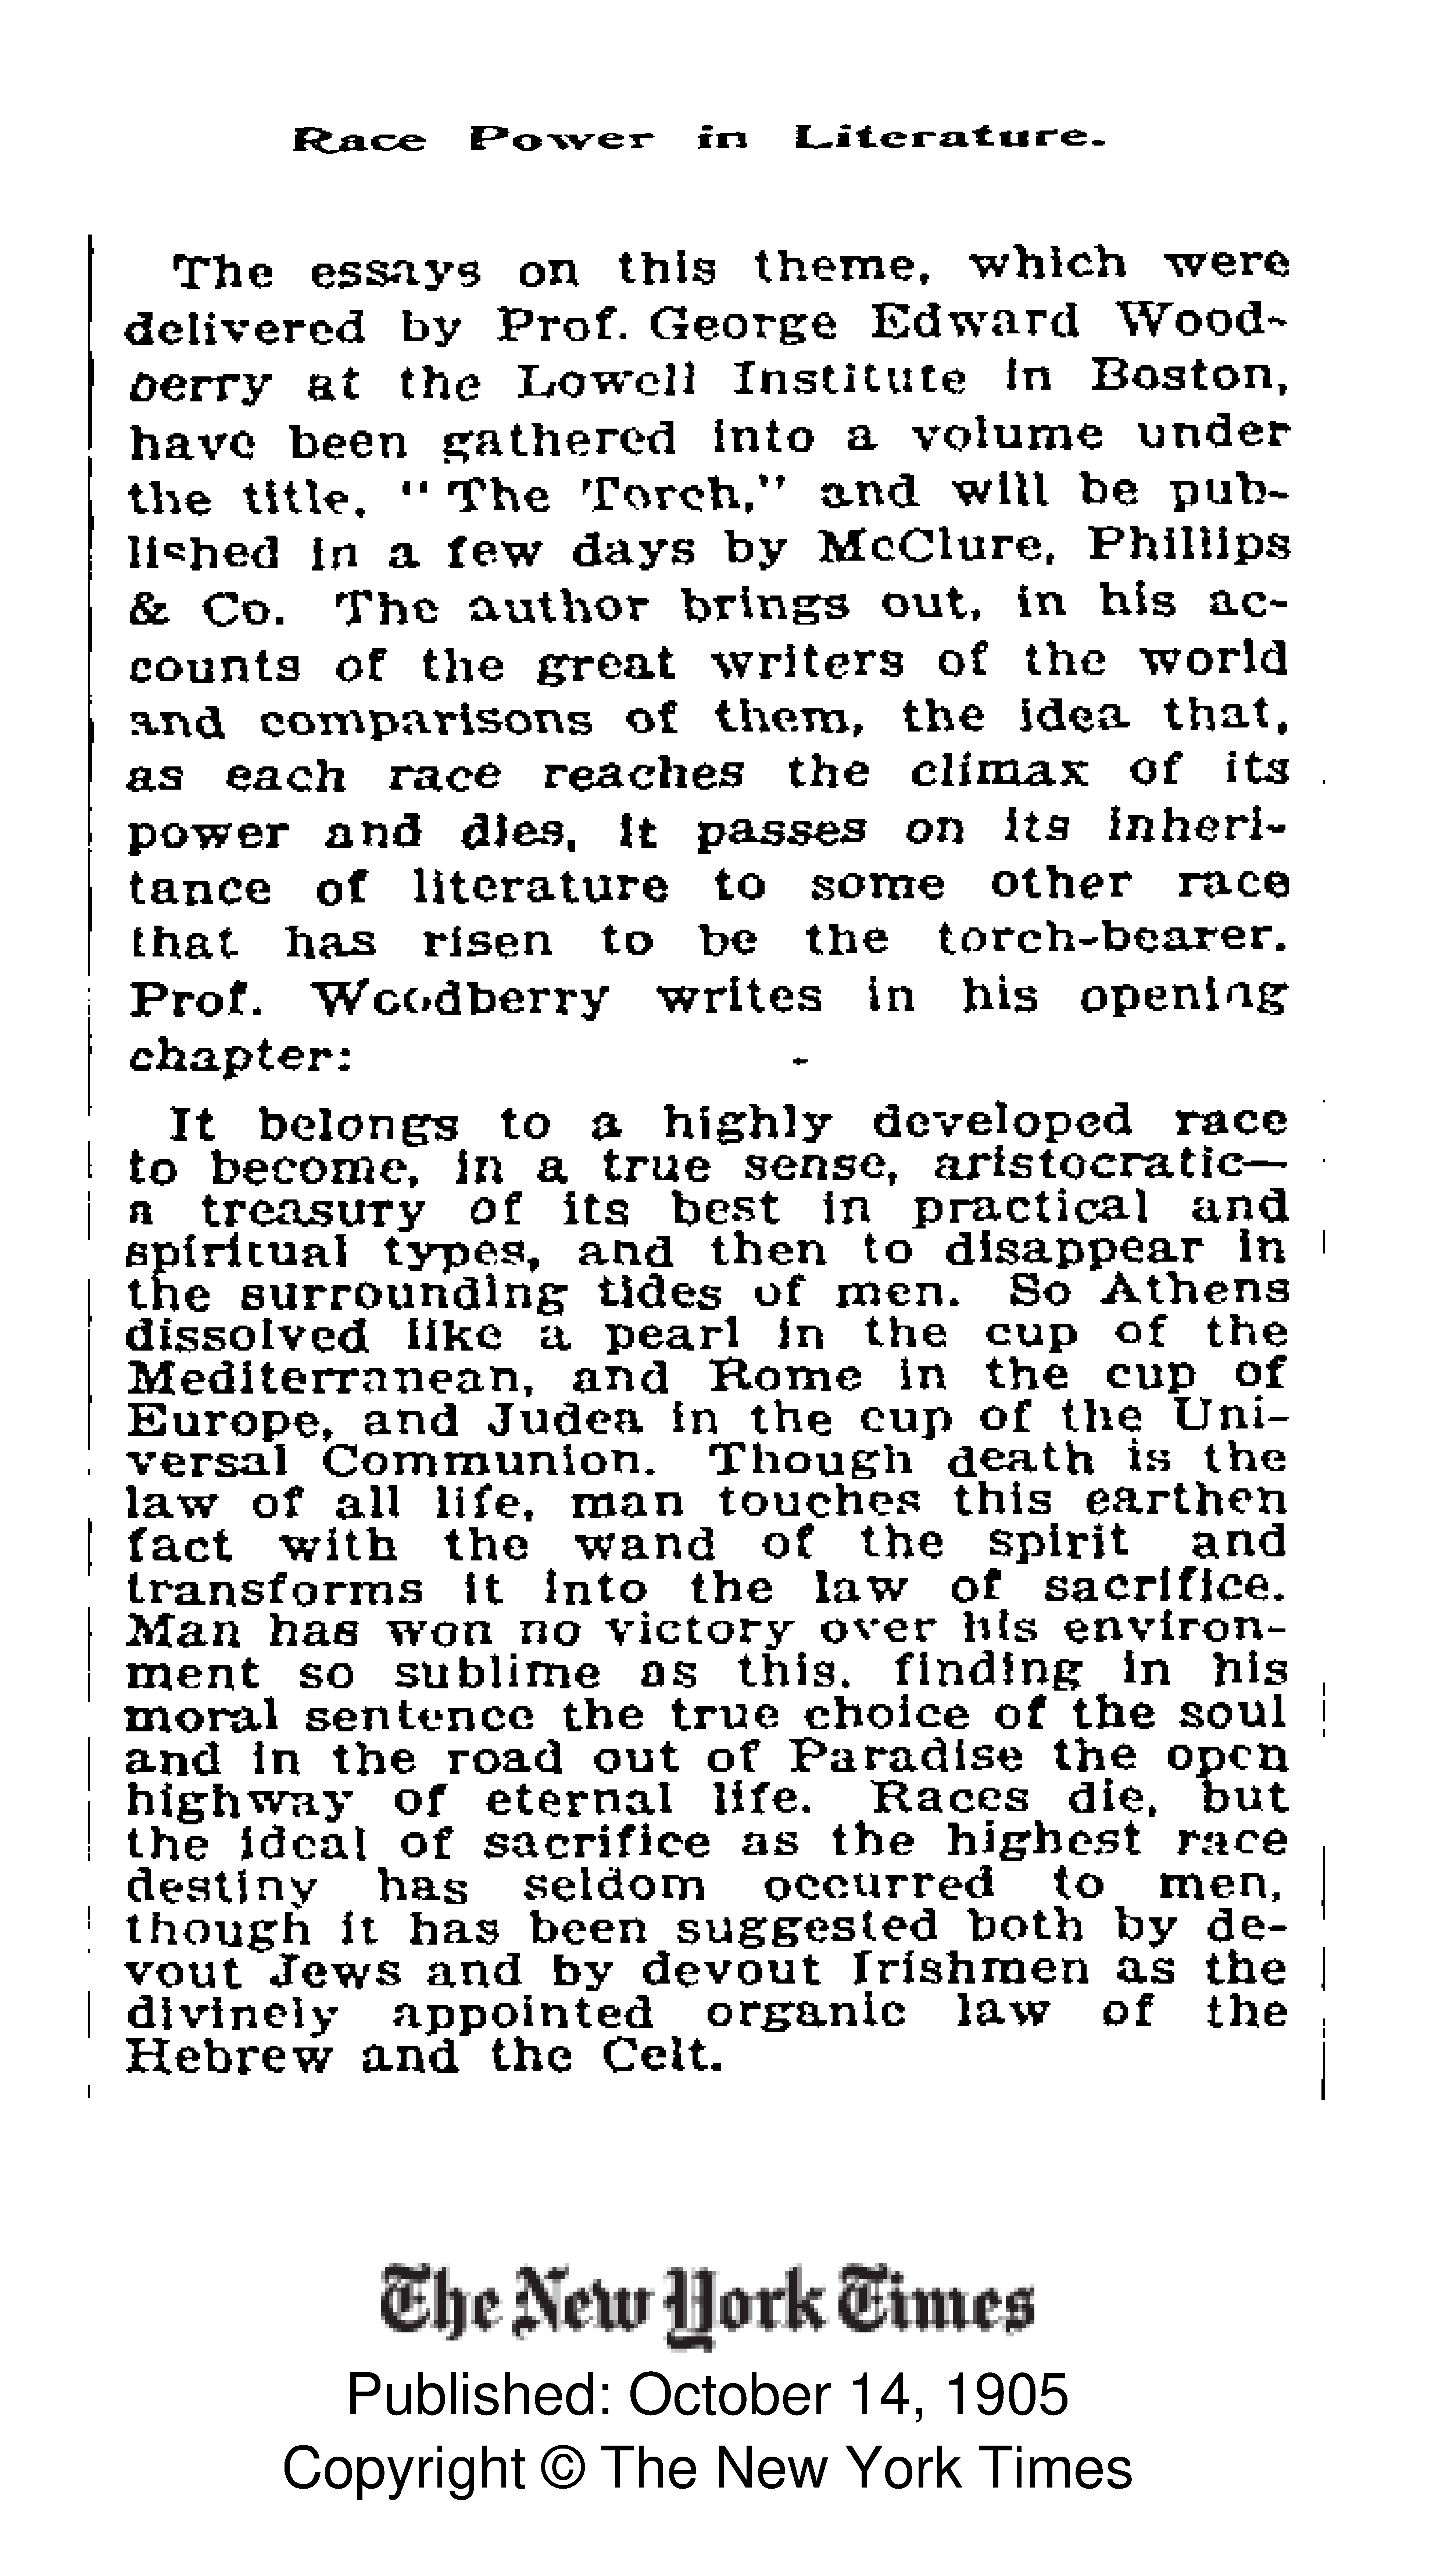 Race Power in Literature.
The essays on this theme, which were
delivered by Prof. George Edward Wood-
berry at the Lowell Institute in Boston,
have been gathered into a volume under
the title, "The Torch," and will be pub-
lished in a few days by McClure, Phillips
& Co. The author brings out, in his ac-
counts of the great writers of the world
and comparisons of them, the idea that,
as each race reaches the climax of its
power and dies, it passes on its inheri-
tance of literature to some other race
that has risen to be the torch-bearer.
Prof. Woodberry writes in his opening
chapter:
It belongs to a highly developed race
to become, in a true sense, aristocratic—
a treasury of its best in practical and
spiritual types, and then to disappear in
the surrounding tides of men. So Athens
dissolved like a pearl in the cup of the
Mediterranean, and Rome in the cup of
Europe, and Judea in the cup of the Uni-
versal Communion. Though death is the
law of all life, man touches this earthen
fact with the wand of the spirit and
transforms it into the law of sacrifice.
Man has won no victory over his environ-
ment so sublime as this, finding in his
moral sentence the true choice of the soul
and in the road out of Paradise the open
highway of eternal life. Races die, but
the ideal of sacrifice as the highest race
destiny has seldom occurred to men,
though it has been suggested both by de-
vout Jews and by devout Irishmen as the
divinely appointed organic law of the
Hebrew and the Celt.
The New York Times
Published: October 14, 1905
Copyright © The New York Times